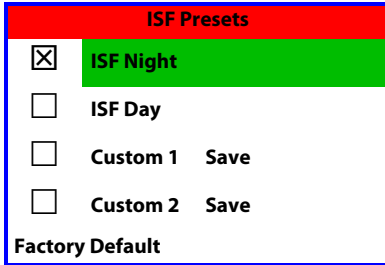 ISF Presets
ISF Night
ISF Day
Custom 1 Save
Custom 2 Save
Factory Default